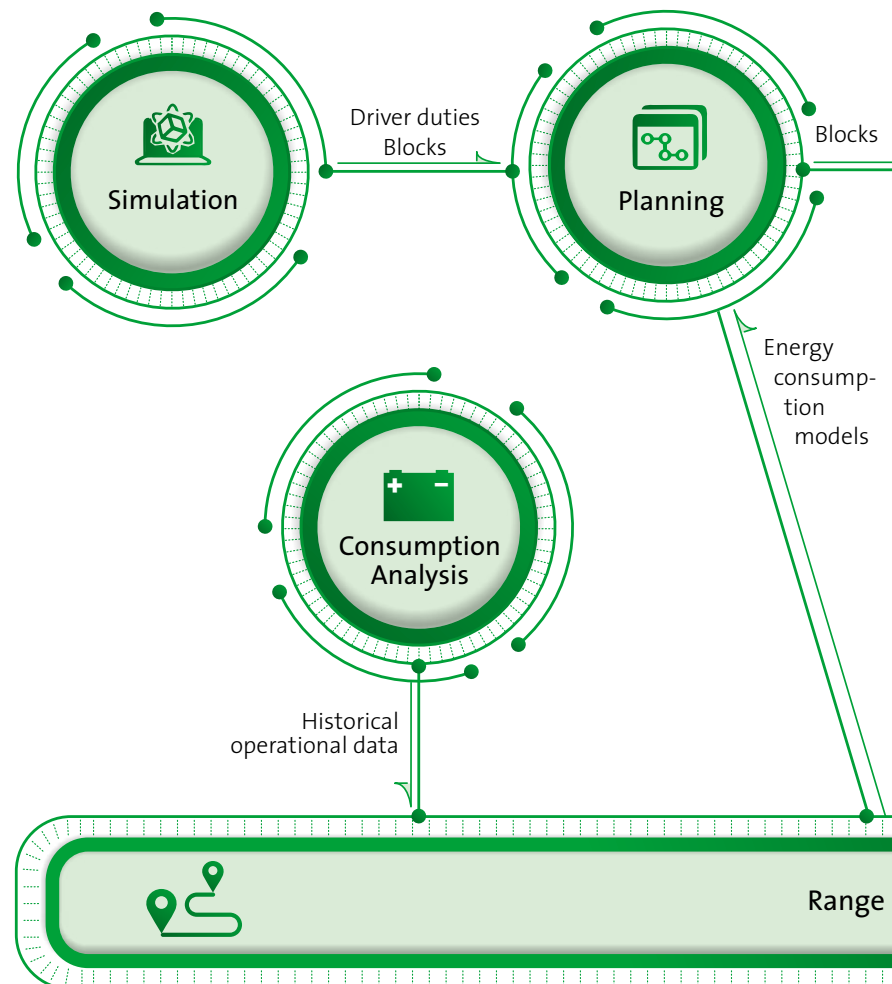 Driver duties
Blocks
Simulation
Planning
Blocks
Energy
consump-
tion
models
Consumption
Analysis
Historical
operational data
Range